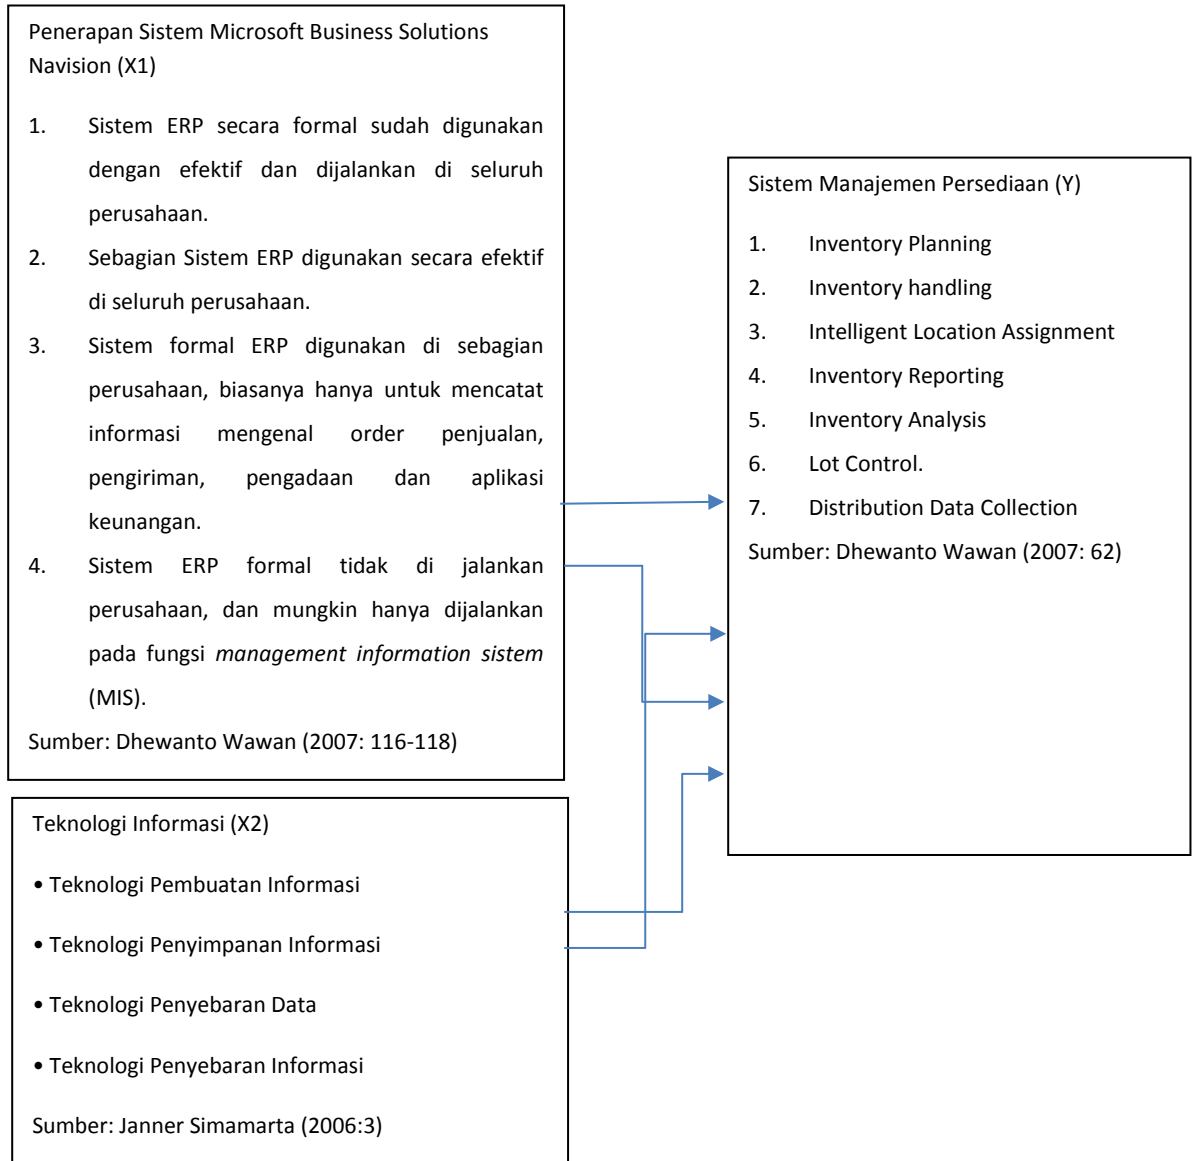 Penerapan Sistem Microsoft Business Solutions
Navision (X1)
1. Sistem ERP secara formal sudah digunakan
dengan efektif dan dijalankan di seluruh
perusahaan.
2. Sebagian Sistem ERP digunakan secara efektif
di seluruh perusahaan.
3. Sistem formal ERP digunakan di sebagian
perusahaan, biasanya hanya untuk mencatat
informasi mengenal order penjualan,
pengiriman, pengadaan dan aplikasi
keunangan.
4. Sistem ERP formal tidak di jalankan
perusahaan, dan mungkin hanya dijalankan
pada fungsi management information sistem
(MIS).
Sumber: Dhewanto Wawan (2007: 116-118)
Teknologi Informasi (X2)
• Teknologi Pembuatan Informasi
• Teknologi Penyimpanan Informasi
• Teknologi Penyebaran Data
• Teknologi Penyebaran Informasi
Sumber: Janner Simamarta (2006:3)
Sistem Manajemen Persediaan (Y)
1. Inventory Planning
2. Inventory handling
3. Intelligent Location Assignment
4. Inventory Reporting
5. Inventory Analysis
6. Lot Control.
7. Distribution Data Collection
Sumber: Dhewanto Wawan (2007: 62)